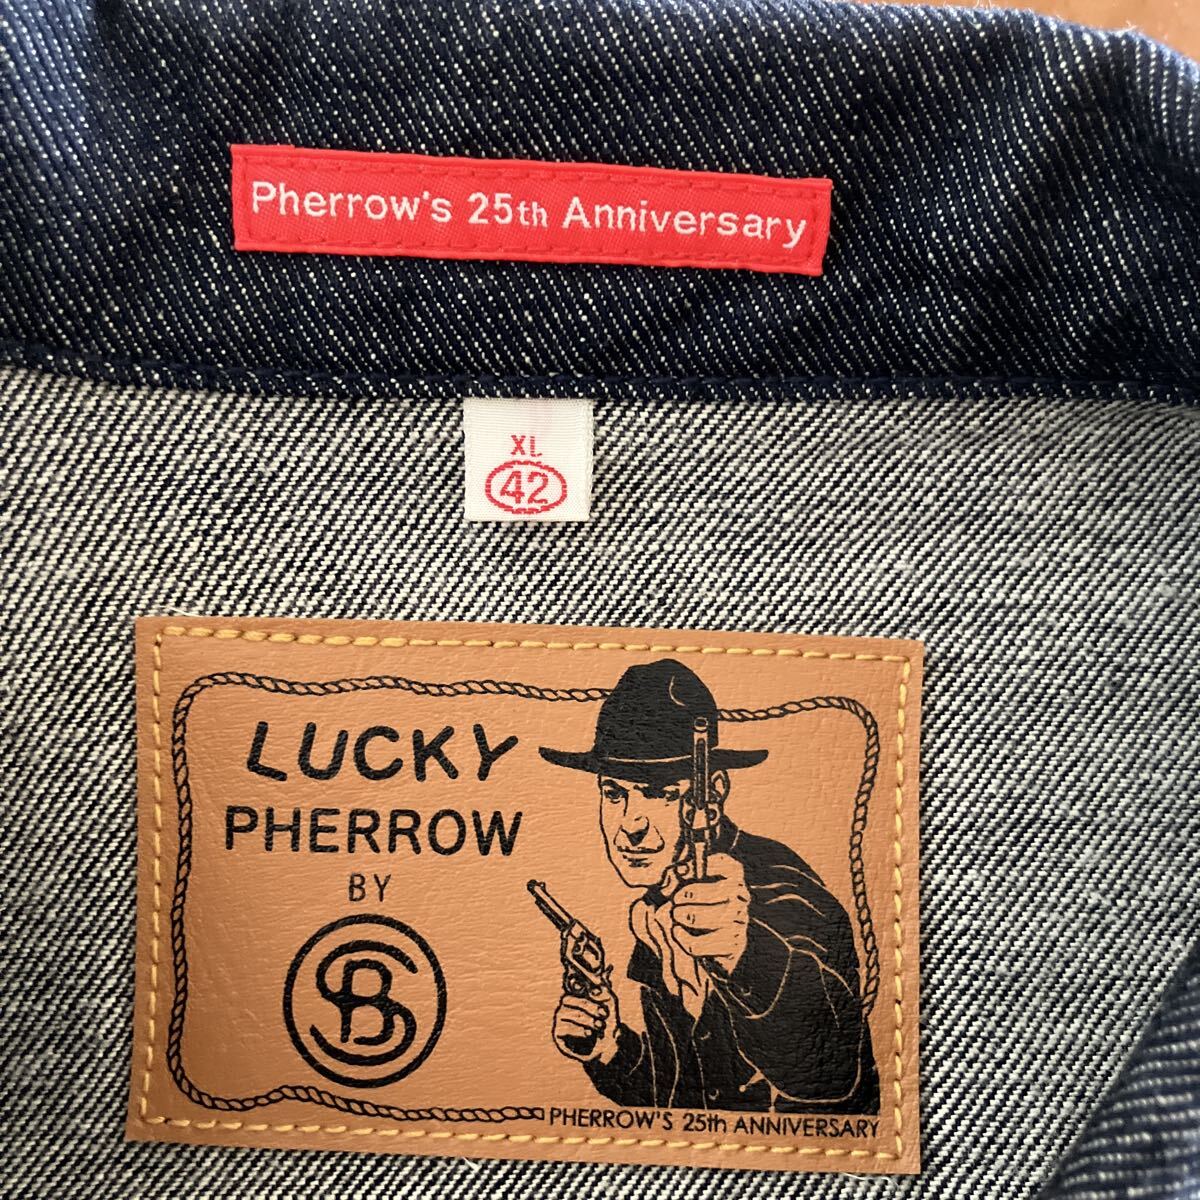 Pherrow's 25th Anniversary
XL
42
LUCKY
PHERROW
BY
SB
PHERROW'S 25th ANNIVERSARY